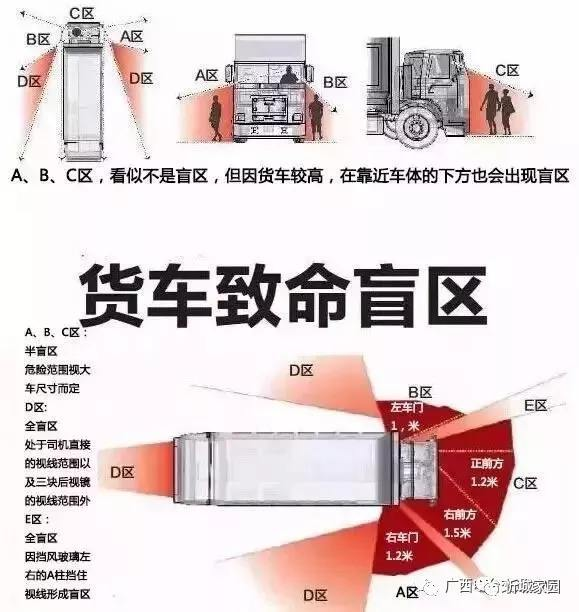 C区
B区
A区
D区
D区
A区
B区
C区
A、B、C区，看似不是盲区，但因货车较高，在靠近车体的下方也会出现盲区
货车致命盲区
A、B、C区：
半盲区
危险范围视大
车尺寸而定
D区:
全盲区
处于司机直接
的视线范围以
及三块后视镜
的视线范围外
E区：
全盲区
因挡风玻璃左
右的A柱挡住
视线形成盲区
D区
B区
E区
左车门
1，米
正前方
1.2米
C区
D区
右前方
1.5米
右车门
1.2米
D区
A区
广西
忻城家园